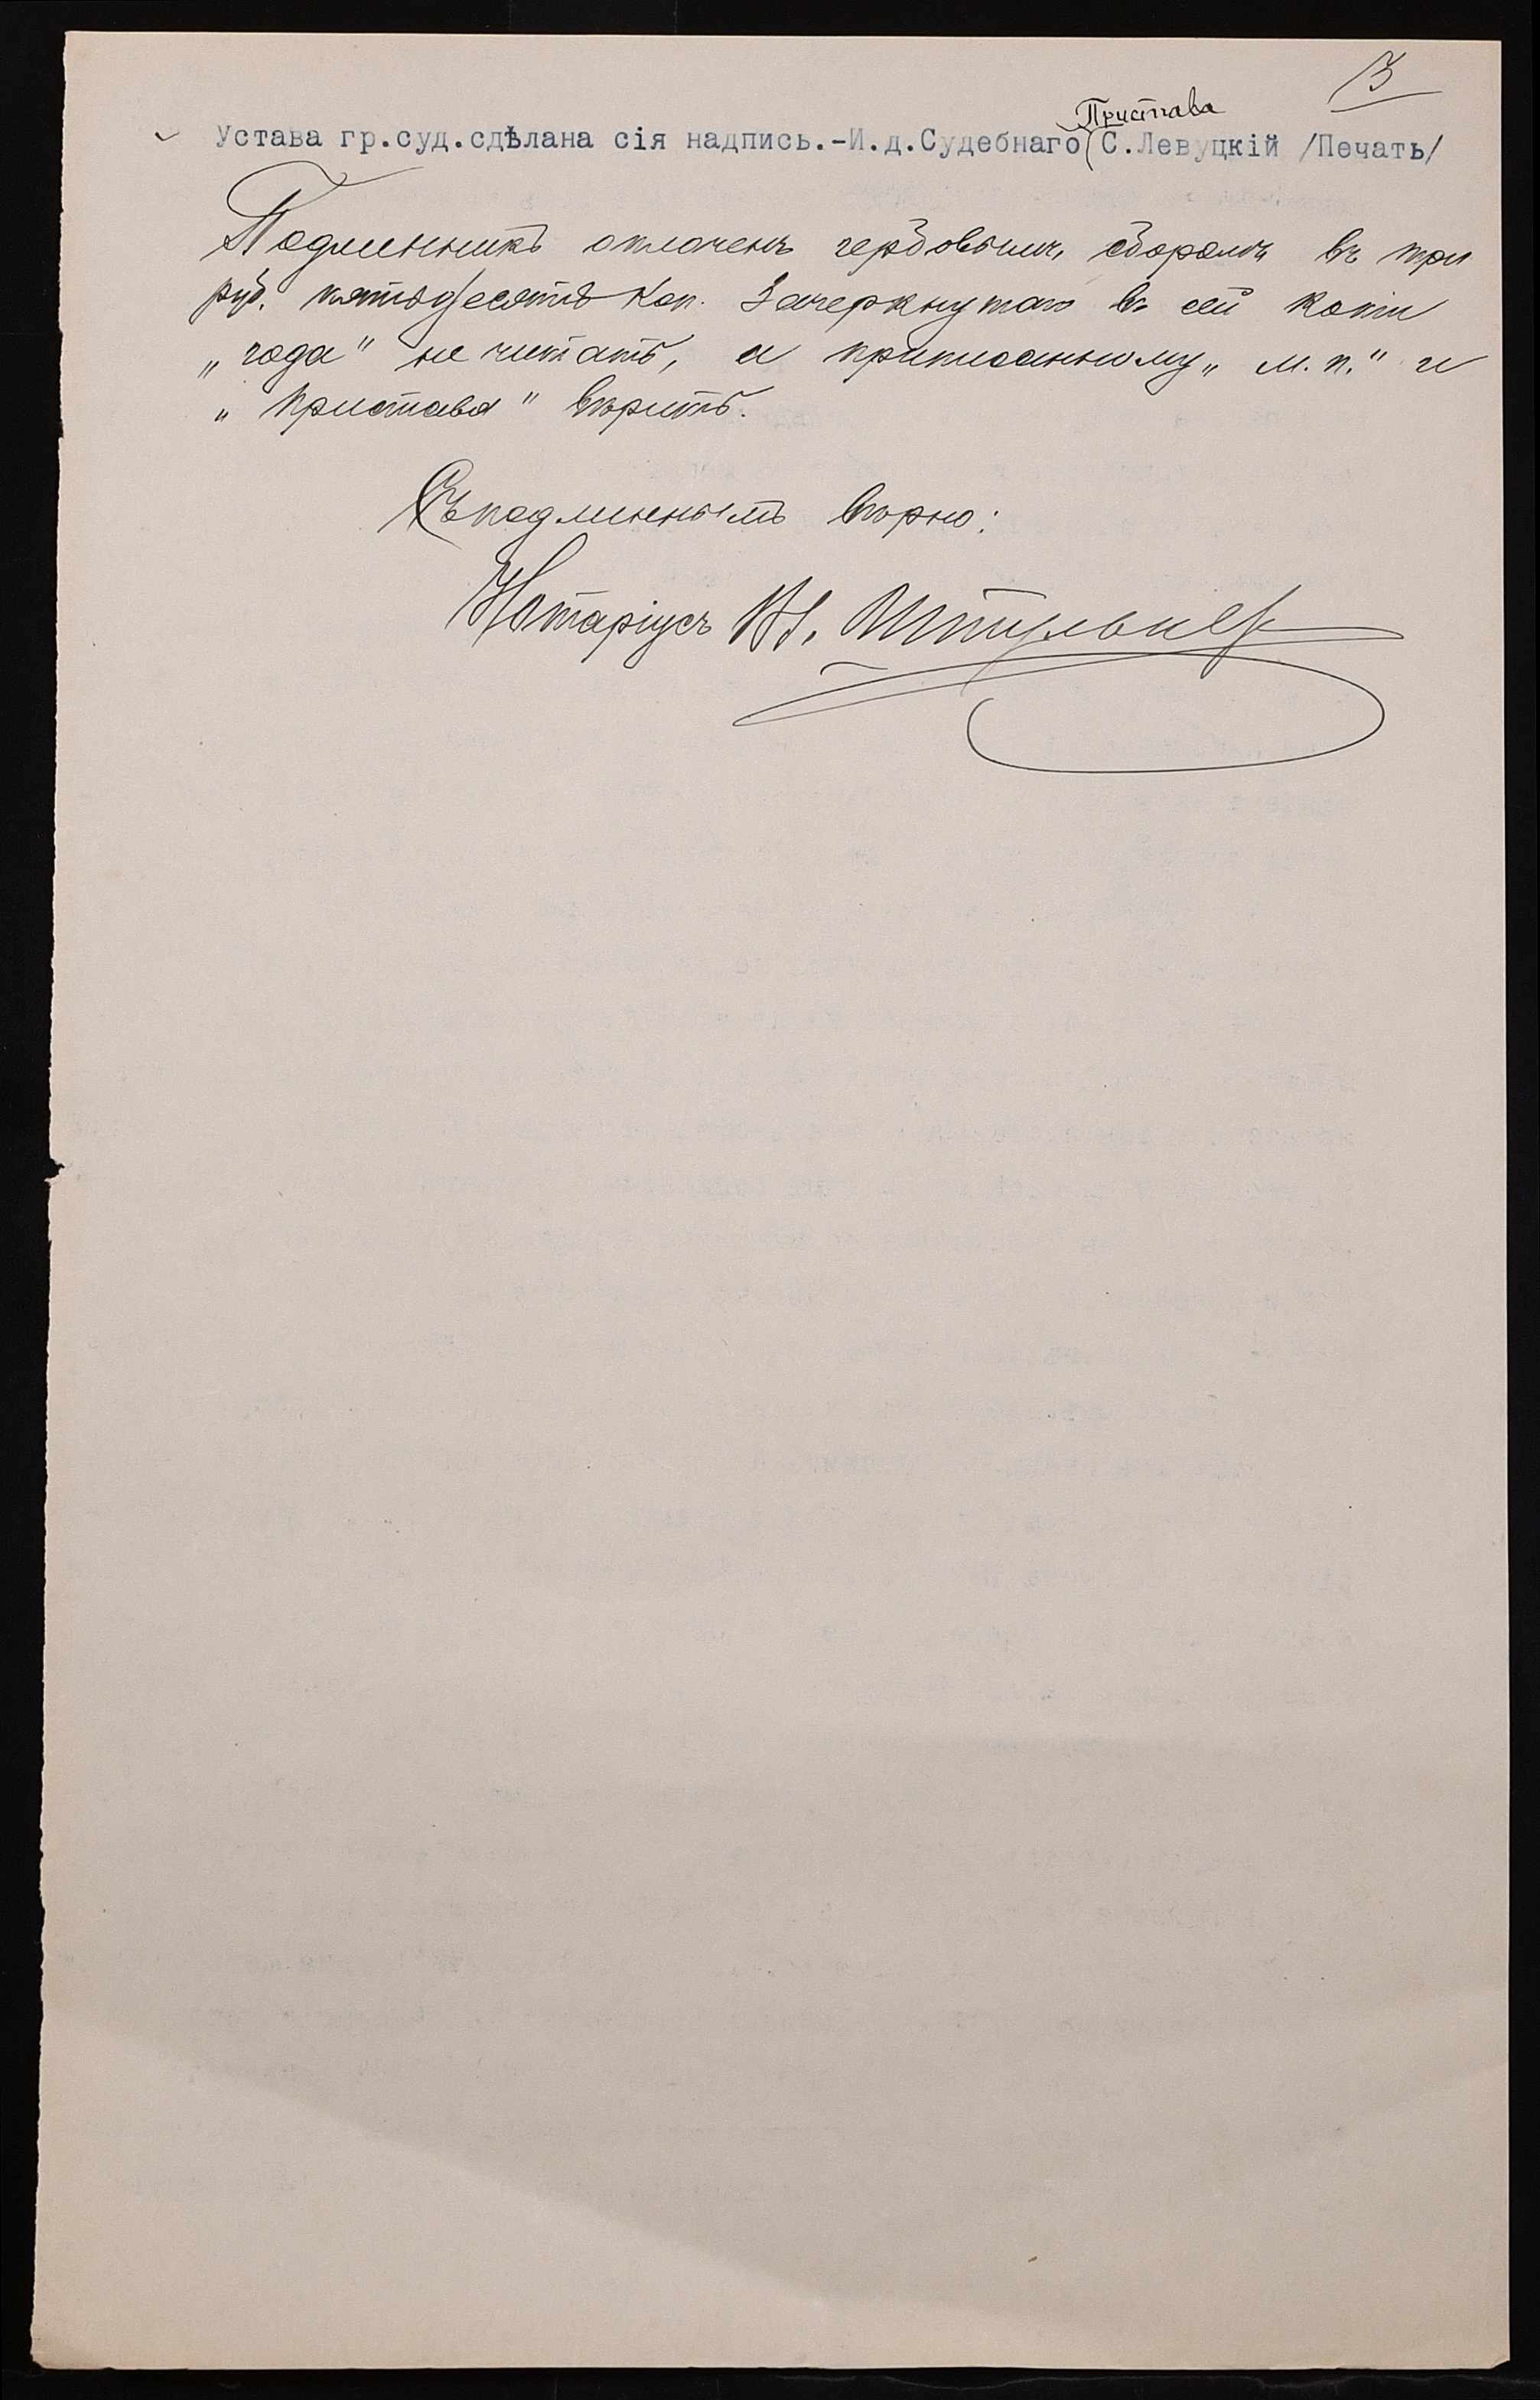 3
Пристава
Устава гр.суд.сдѣлана сія надпись.-И.д.Судебнаго С.Левуцкій /Печать/
Подлинникъ оплаченъ гербовымъ сборомъ въ три
руб. пятьдесятъ коп. Зачеркнутаго въ сей копіи
„года" не читать, а приписанному „м.п." и
„Пристава" вѣрить.
Съ подлиннымъ вѣрно:
Нотаріусъ